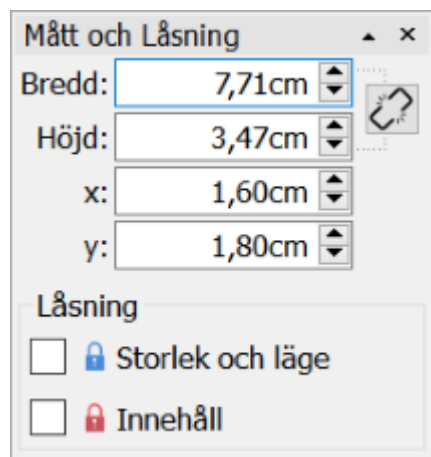 Mått och Låsning
Bredd: 7,71cm
Höjd: 3,47cm
x: 1,60cm
y: 1,80cm
Låsning
Storlek och läge
Innehåll